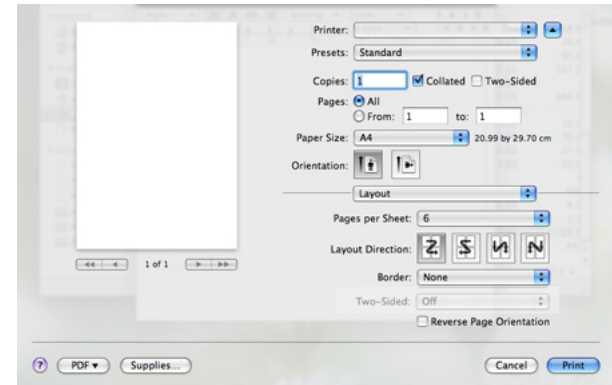 Printer:
Presets: Standard
Copies: 1 Collated Two-Sided
Pages: All
From: 1 to: 1
Paper Size: A4 20.99 by 29.70 cm
Orientation:
Layout
Pages per Sheet: 6
Layout Direction:
1 of 1
Border: None
Two-Sided: Off
Reverse Page Orientation
? PDF▾ Supplies... Cancel Print